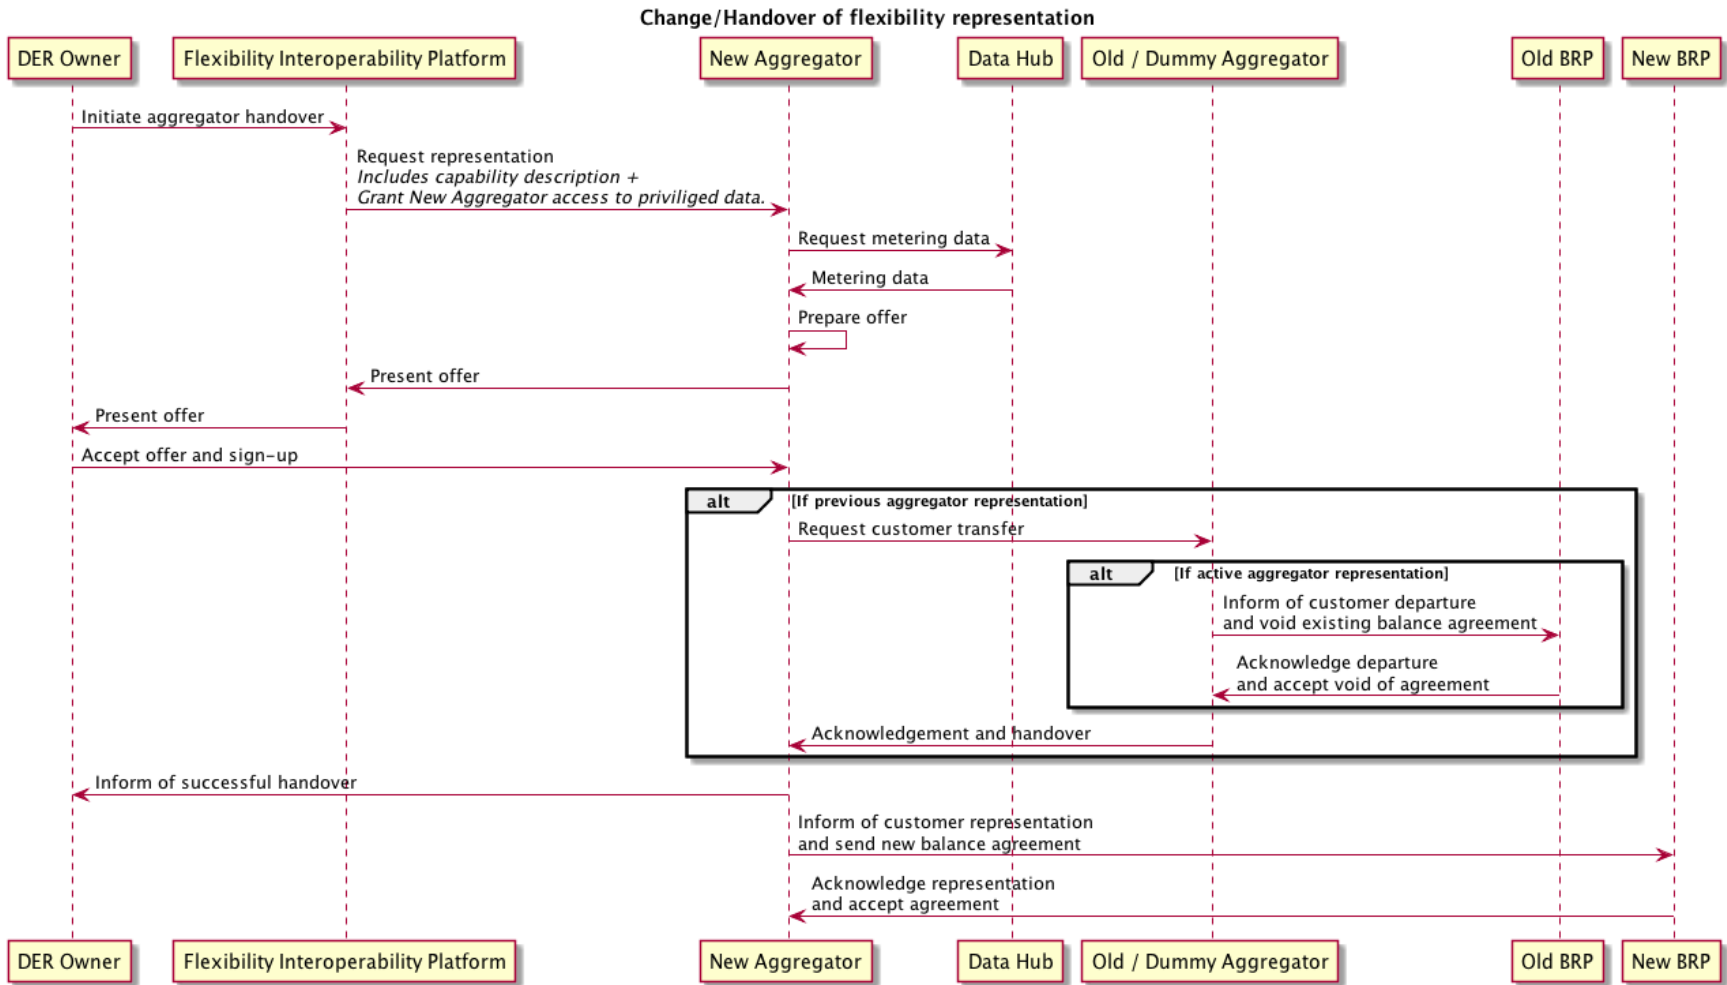 Change/Handover of flexibility representation
DER Owner
Flexibility Interoperability Platform
New Aggregator
Data Hub
Old / Dummy Aggregator
Old BRP
New BRP
Initiate aggregator handover
Request representation
Includes capability description +
Grant New Aggregator access to priviliged data.
Request metering data
Metering data
Prepare offer
Present offer
Present offer
Accept offer and sign-up
alt
[If previous aggregator representation]
Request customer transfer
alt
[If active aggregator representation]
Inform of customer departure
and void existing balance agreement
Acknowledge departure
and accept void of agreement
Acknowledgement and handover
Inform of successful handover
Inform of customer representation
and send new balance agreement
Acknowledge representation
and accept agreement
DER Owner
Flexibility Interoperability Platform
New Aggregator
Data Hub
Old / Dummy Aggregator
Old BRP
New BRP